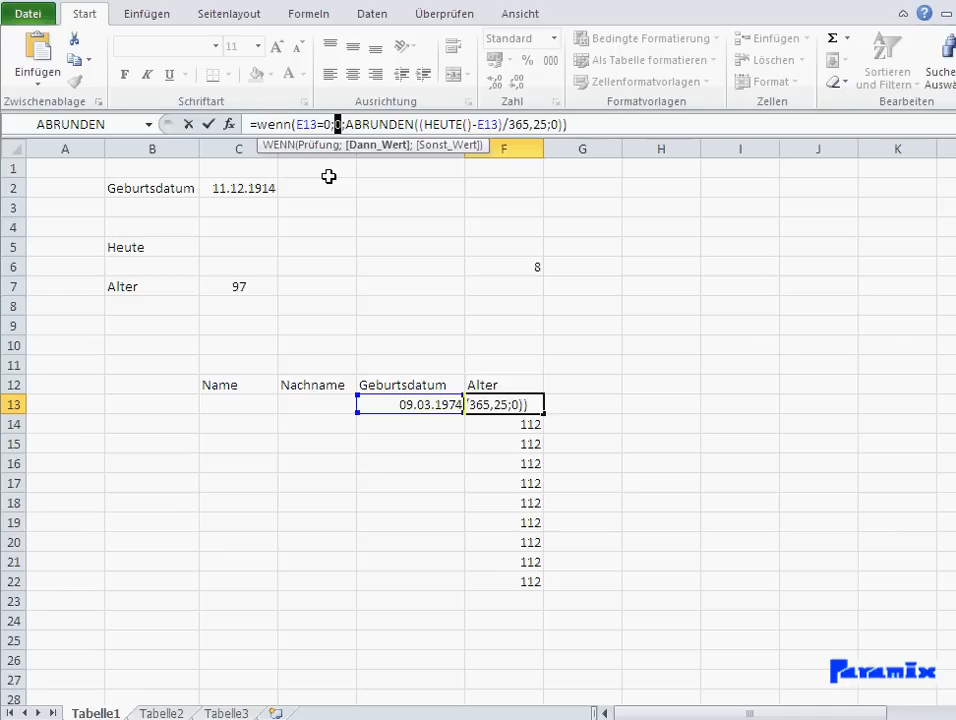 Datei Start Einfügen Seitenlayout Formeln Daten Überprüfung Ansicht
11 Standard Bedingte Formatierung Einfügen Σ
Einfügen Als Tabelle formatieren Löschen Sortieren Suche
F K U % 000 Zellenformatvorlagen Format und Filtern
Zwischenablage Schriftart Ausrichtung Zahl Formatvorlagen Zellen
ABRUNDEN fx =wenn(E13=0;0;ABRUNDEN((HEUTE()-E13)/365,25;0))
WENN(Prüfung; [Dann_Wert]; [Sonst_Wert])
A B C F G H I J K
1
2 Geburtsdatum 11.12.1914
3
4
5 Heute
6 8
7 Alter 97
8
9
10
11
12 Name Nachname Geburtsdatum Alter
13 09.03.1974 365,25;0))
14 112
15 112
16 112
17 112
18 112
19 112
20 112
21 112
22 112
23
24
25
26
27
28
Paramix
Tabelle1 Tabelle2 Tabelle3